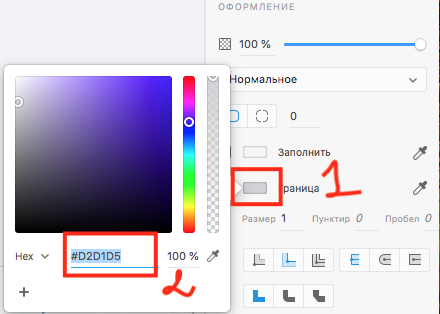 ОФОРМЛЕНИЕ
100 %
Нормальное
0
Заполнить
раница
1
Размер 1 Пунктир 0 Пробел 0
Hex #D2D1D5 100 %
2